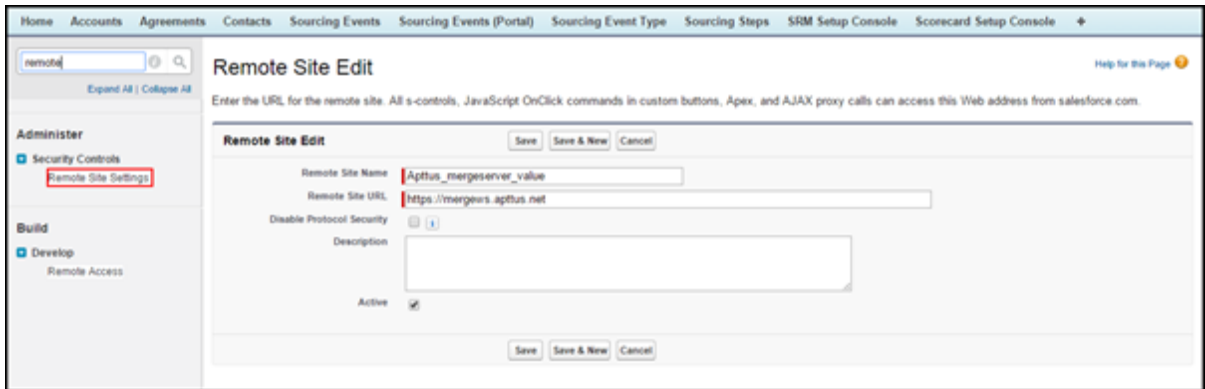 Home Accounts Agreements Contacts Sourcing Events Sourcing Events (Portal) Sourcing Event Type Sourcing Steps SRM Setup Console Scorecard Setup Console +
remote
Expand All | Collapse All
Administer
Security Controls
Remote Site Settings
Build
Develop
Remote Access
Remote Site Edit
Help for this Page ?
Enter the URL for the remote site. All s-controls, JavaScript OnClick commands in custom buttons, Apex, and AJAX proxy calls can access this Web address from salesforce.com.
Remote Site Edit Save Save & New Cancel
Remote Site Name Apttus_mergeserver_value
Remote Site URL https://mergews.apttus.net
Disable Protocol Security i
Description
Active
Save Save & New Cancel